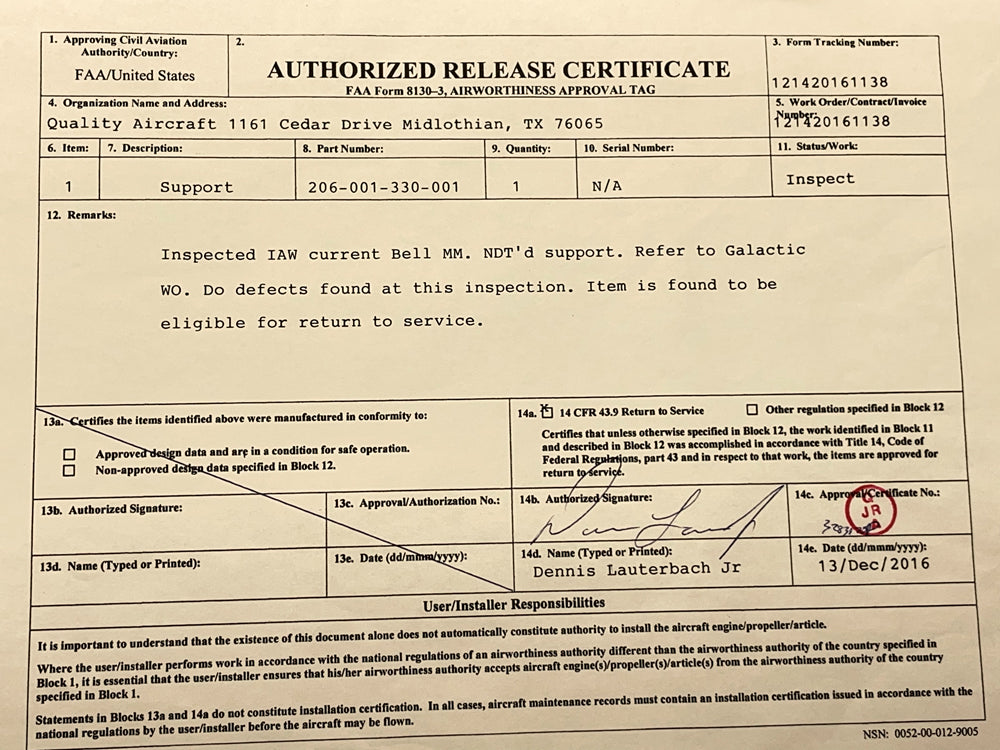 1. Approving Civil Aviation
Authority/Country:
FAA/United States
2.
AUTHORIZED RELEASE CERTIFICATE
FAA Form 8130–3, AIRWORTHINESS APPROVAL TAG
3. Form Tracking Number:
121420161138
4. Organization Name and Address:
Quality Aircraft 1161 Cedar Drive Midlothian, TX 76065
5. Work Order/Contract/Invoice
Number:
121420161138
6. Item:
7. Description:
8. Part Number:
9. Quantity:
10. Serial Number:
11. Status/Work:
1
Support
206-001-330-001
1
N/A
Inspect
12. Remarks:
Inspected IAW current Bell MM. NDT'd support. Refer to Galactic
WO. Do defects found at this inspection. Item is found to be
eligible for return to service.
13a. Certifies the items identified above were manufactured in conformity to:
Approved design data and are in a condition for safe operation.
Non-approved design data specified in Block 12.
14a. 14 CFR 43.9 Return to Service
Other regulation specified in Block 12
Certifies that unless otherwise specified in Block 12, the work identified in Block 11
and described in Block 12 was accomplished in accordance with Title 14, Code of
Federal Regulations, part 43 and in respect to that work, the items are approved for
return to service.
13b. Authorized Signature:
13c. Approval/Authorization No.:
14b. Authorized Signature:
14c. Approval/Certificate No.:
JR
13d. Name (Typed or Printed):
13e. Date (dd/mmm/yyyy):
14d. Name (Typed or Printed):
Dennis Lauterbach Jr
14e. Date (dd/mmm/yyyy):
13/Dec/2016
User/Installer Responsibilities
It is important to understand that the existence of this document alone does not automatically constitute authority to install the aircraft engine/propeller/article.
Where the user/installer performs work in accordance with the national regulations of an airworthiness authority different than the airworthiness authority of the country specified in
Block 1, it is essential that the user/installer ensures that his/her airworthiness authority accepts aircraft engine(s)/propeller(s)/article(s) from the airworthiness authority of the country
specified in Block 1.
Statements in Blocks 13a and 14a do not constitute installation certification. In all cases, aircraft maintenance records must contain an installation certification issued in accordance with the
national regulations by the user/installer before the aircraft may be flown.
NSN: 0052-00-012-9005